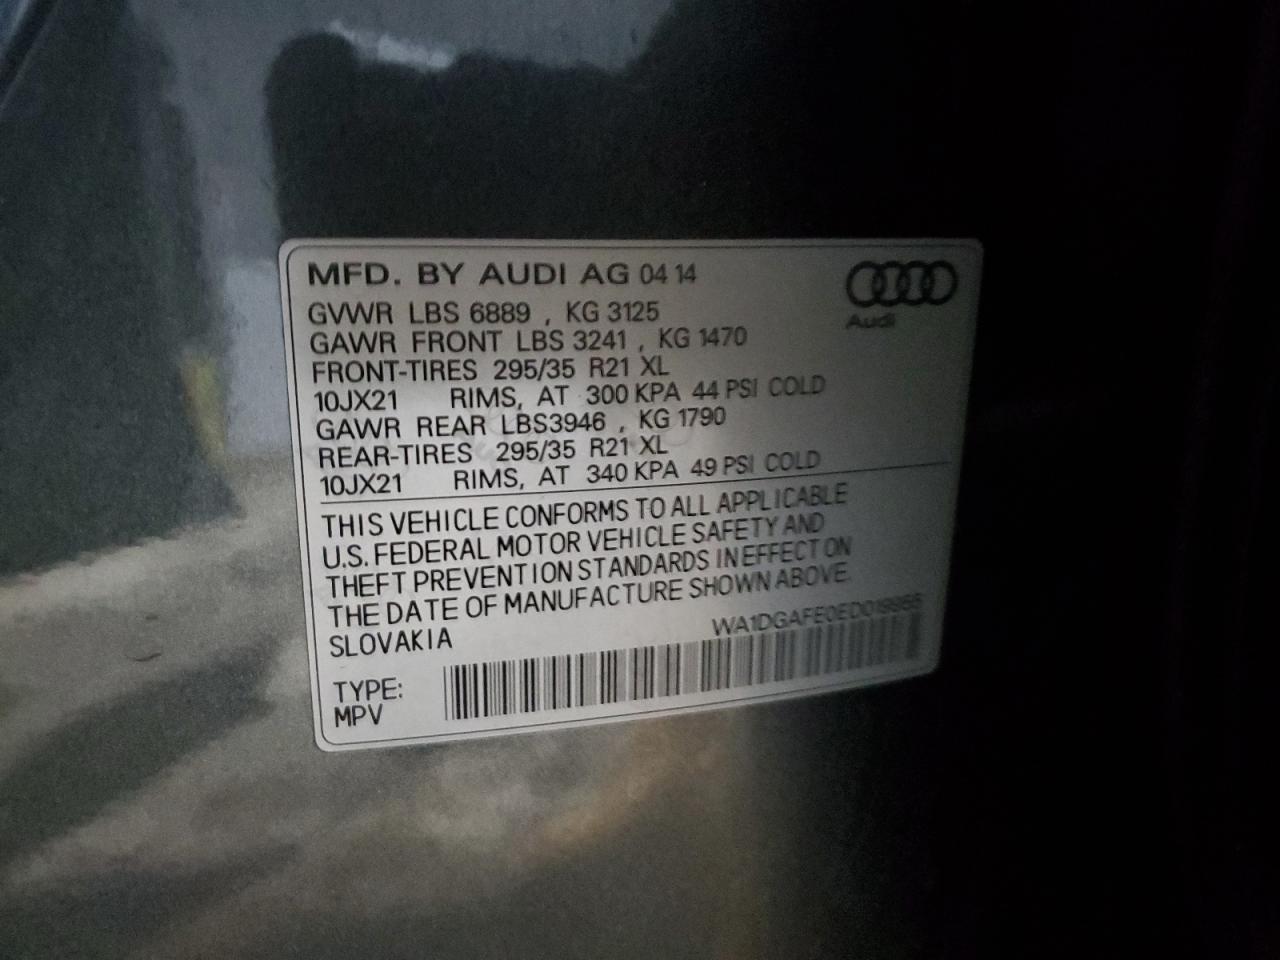 MFD. BY AUDI AG 04 14
Audi
GVWR LBS 6889 , KG 3125
GAWR FRONT LBS 3241 , KG 1470
FRONT-TIRES 295/35 R21 XL
10JX21 RIMS, AT 300 KPA 44 PSI COLD
GAWR REAR LBS3946 , KG 1790
REAR-TIRES 295/35 R21 XL
10JX21 RIMS, AT 340 KPA 49 PSI COLD
THIS VEHICLE CONFORMS TO ALL APPLICABLE
U.S. FEDERAL MOTOR VEHICLE SAFETY AND
THEFT PREVENTION STANDARDS IN EFFECT ON
THE DATE OF MANUFACTURE SHOWN ABOVE.
SLOVAKIA
TYPE:
MPV